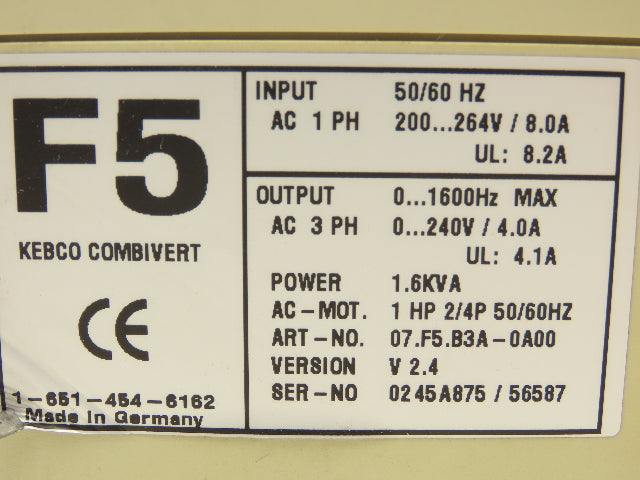 F5
KEBCO COMBIVERT
CE
1-651-454-6162
Made in Germany
INPUT 50/60 HZ
AC 1 PH 200...264V / 8.0A
UL: 8.2A
OUTPUT 0...1600Hz MAX
AC 3 PH 0...240V / 4.0A
UL: 4.1A
POWER 1.6KVA
AC-MOT. 1 HP 2/4P 50/60HZ
ART-NO. 07.F5.B3A-0A00
VERSION V 2.4
SER-NO 0245A875 / 56587